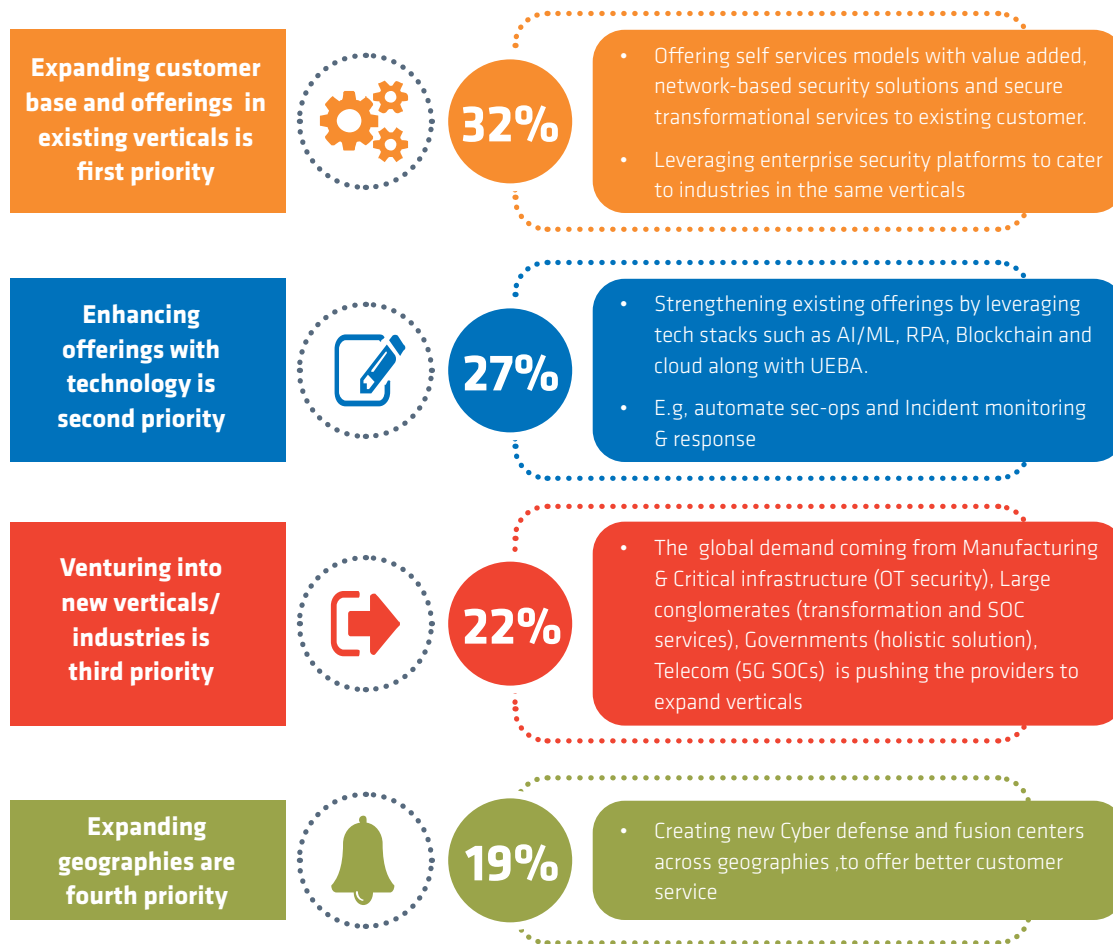 Expanding customer
base and offerings in
existing verticals is
first priority
32%
• Offering self services models with value added,
network-based security solutions and secure
transformational services to existing customer.
• Leveraging enterprise security platforms to cater
to industries in the same verticals
Enhancing
offerings with
technology is
second priority
27%
• Strengthening existing offerings by leveraging
tech stacks such as AI/ML, RPA, Blockchain and
cloud along with UEBA.
• E.g, automate sec-ops and Incident monitoring
& response
Venturing into
new verticals/
industries is
third priority
22%
• The global demand coming from Manufacturing
& Critical infrastructure (OT security), Large
conglomerates (transformation and SOC
services), Governments (holistic solution),
Telecom (5G SOCs) is pushing the providers to
expand verticals
Expanding
geographies are
fourth priority
19%
• Creating new Cyber defense and fusion centers
across geographies ,to offer better customer
service